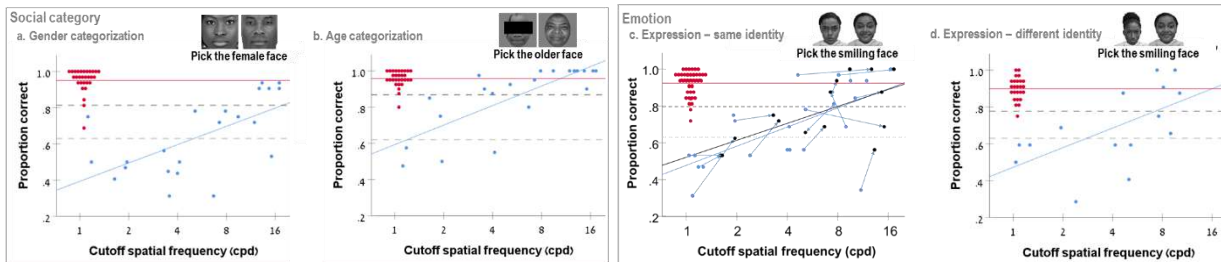 Social category
a. Gender categorization
Pick the female face
Proportion correct
1.0
.8
.6
.4
.2
1 2 4 8 16
Cutoff spatial frequency (cpd)
b. Age categorization
Pick the older face
Proportion correct
1.0
.8
.6
.4
.2
1 2 4 8 16
Cutoff spatial frequency (cpd)
Emotion
c. Expression – same identity
Pick the smiling face
Proportion correct
1.0
.8
.6
.4
.2
1 2 4 8 16
Cutoff spatial frequency (cpd)
d. Expression - different identity
Pick the smiling face
Proportion correct
1.0
.8
.6
.4
.2
1 2 4 8 16
Cutoff spatial frequency (cpd)